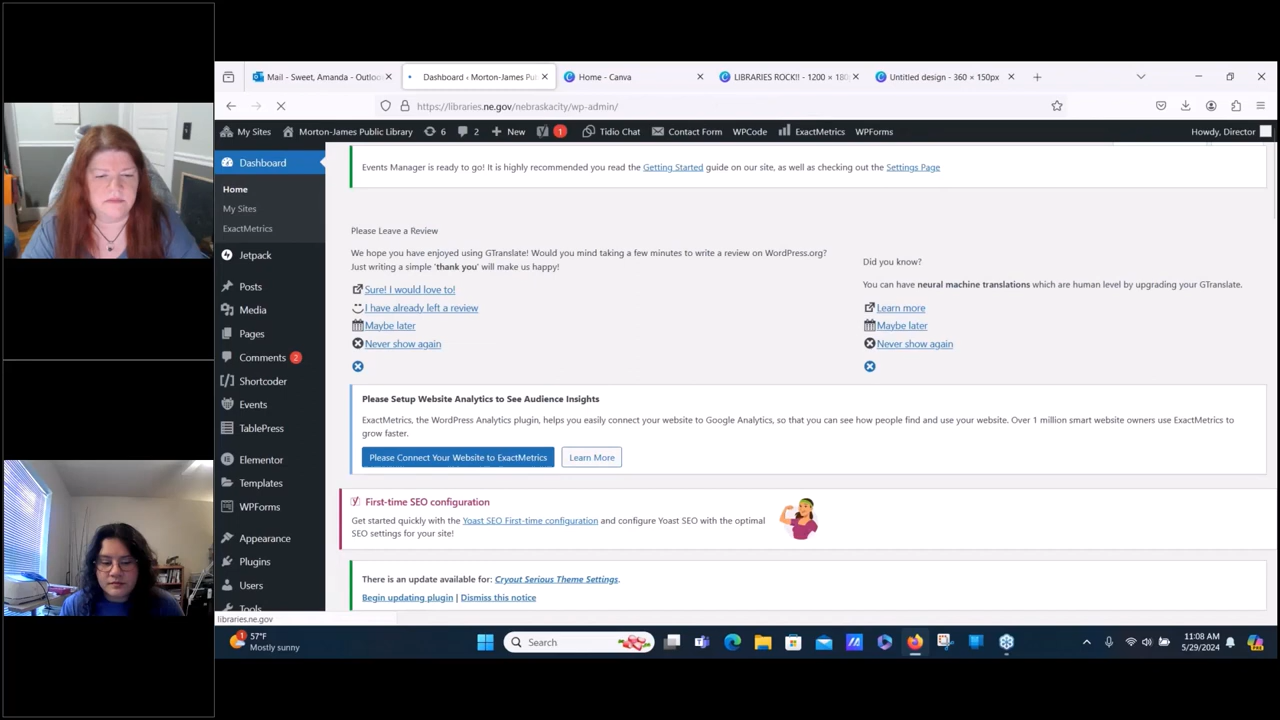 Mail - Sweet, Amanda - Outlook
Dashboard ‹ Morton-James Pu
Home - Canva
LIBRARIES ROCK!! - 1200 × 180
Untitled design - 360 × 150px
https://libraries.ne.gov/nebraskacity/wp-admin/
My Sites
Morton-James Public Library
6
2
New
1
Tidio Chat
Contact Form
WPCode
ExactMetrics
WPForms
Howdy, Director
Dashboard
Home
My Sites
ExactMetrics
Jetpack
Posts
Media
Pages
Comments 2
Shortcoder
Events
TablePress
Elementor
Templates
WPForms
Appearance
Plugins
Users
Tools
Events Manager is ready to go! It is highly recommended you read the Getting Started guide on our site, as well as checking out the Settings Page
Please Leave a Review
We hope you have enjoyed using GTranslate! Would you mind taking a few minutes to write a review on WordPress.org?
Just writing a simple 'thank you' will make us happy!
Sure! I would love to!
I have already left a review
Maybe later
Never show again
Did you know?
You can have neural machine translations which are human level by upgrading your GTranslate.
Learn more
Maybe later
Never show again
Please Setup Website Analytics to See Audience Insights
ExactMetrics, the WordPress Analytics plugin, helps you easily connect your website to Google Analytics, so that you can see how people find and use your website. Over 1 million smart website owners use ExactMetrics to
grow faster.
Please Connect Your Website to ExactMetrics
Learn More
First-time SEO configuration
Get started quickly with the Yoast SEO First-time configuration and configure Yoast SEO with the optimal
SEO settings for your site!
There is an update available for: Cryout Serious Theme Settings.
Begin updating plugin | Dismiss this notice
libraries.ne.gov
1
57°F
Mostly sunny
Search
11:08 AM
5/29/2024